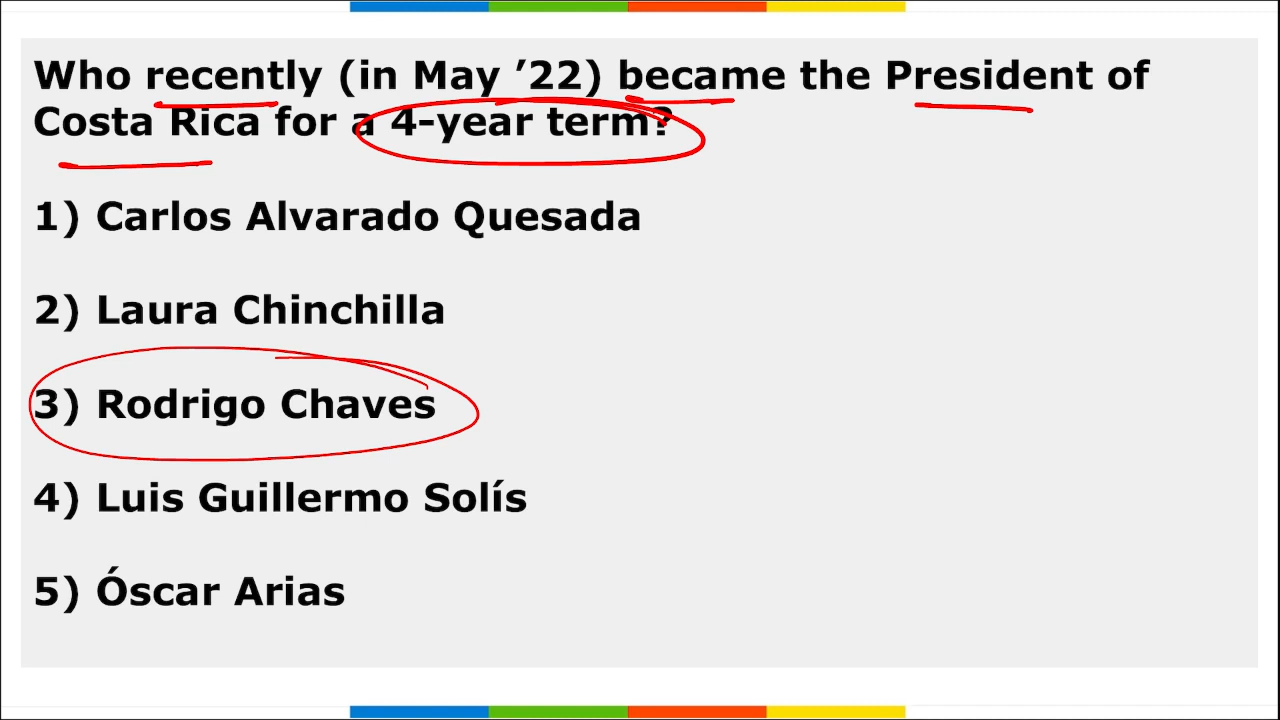 Who recently (in May ’22) became the President of
Costa Rica for a 4-year term?
1) Carlos Alvarado Quesada
2) Laura Chinchilla
3) Rodrigo Chaves
4) Luis Guillermo Solís
5) Óscar Arias